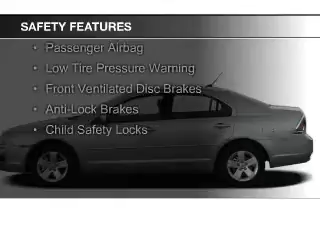 SAFETY FEATURES
• Passenger Airbag
• Low Tire Pressure Warning
• Front Ventilated Disc Brakes
• Anti-Lock Brakes
• Child Safety Locks